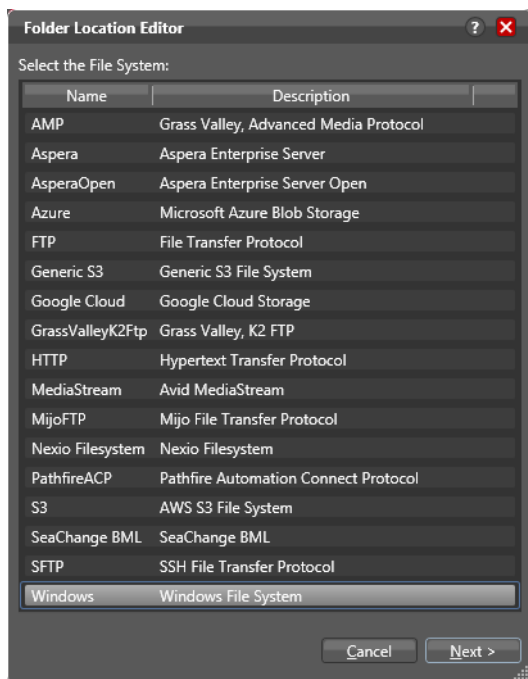 Folder Location Editor ?
Select the File System:
Name Description
AMP Grass Valley, Advanced Media Protocol
Aspera Aspera Enterprise Server
AsperaOpen Aspera Enterprise Server Open
Azure Microsoft Azure Blob Storage
FTP File Transfer Protocol
Generic S3 Generic S3 File System
Google Cloud Google Cloud Storage
GrassValleyK2Ftp Grass Valley, K2 FTP
HTTP Hypertext Transfer Protocol
MediaStream Avid MediaStream
MijoFTP Mijo File Transfer Protocol
Nexio Filesystem Nexio Filesystem
PathfireACP Pathfire Automation Connect Protocol
S3 AWS S3 File System
SeaChange BML SeaChange BML
SFTP SSH File Transfer Protocol
Windows Windows File System
Cancel Next >